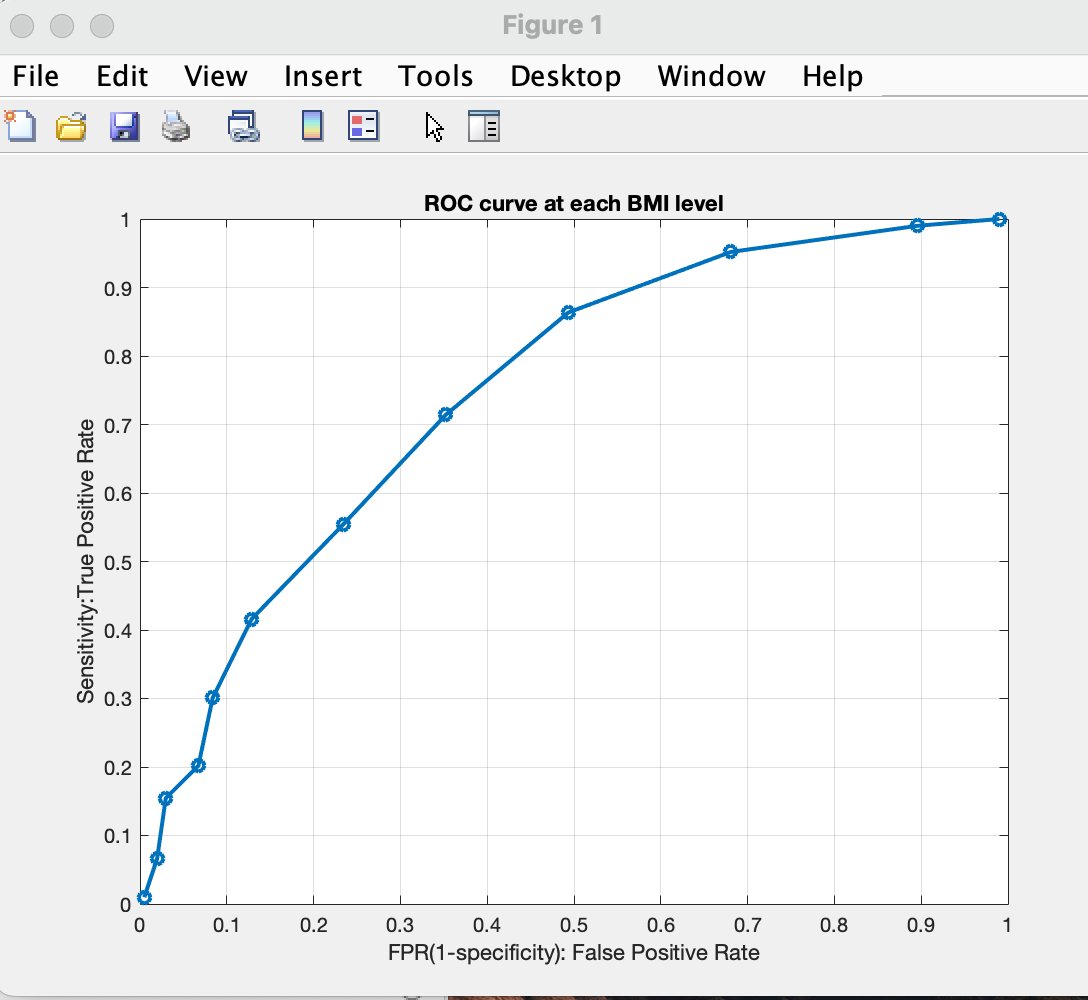 Figure 1
File Edit View Insert Tools Desktop Window Help
ROC curve at each BMI level
1
0.9
0.8
0.7
0.6
0.5
0.4
0.3
0.2
0.1
0
Sensitivity:True Positive Rate
0 0.1 0.2 0.3 0.4 0.5 0.6 0.7 0.8 0.9 1
FPR(1-specificity): False Positive Rate